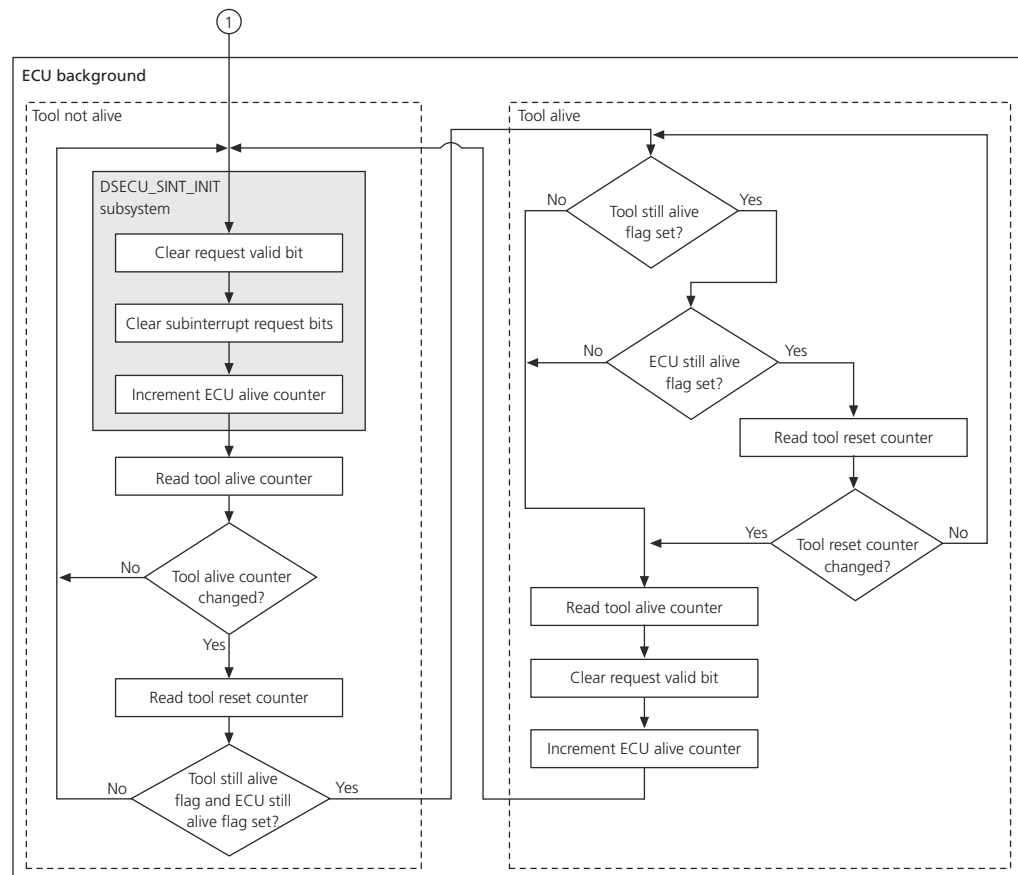 1
ECU background
Tool not alive
DSECU_SINT_INIT
subsystem
Clear request valid bit
Clear subinterrupt request bits
Increment ECU alive counter
Read tool alive counter
No
Tool alive counter
changed?
Yes
Read tool reset counter
No
Tool still alive
flag and ECU still
alive flag set?
Yes
Tool alive
No
Tool still alive
flag set?
Yes
No
ECU still alive
flag set?
Yes
Read tool reset counter
Yes
Tool reset counter
changed?
No
Read tool alive counter
Clear request valid bit
Increment ECU alive counter